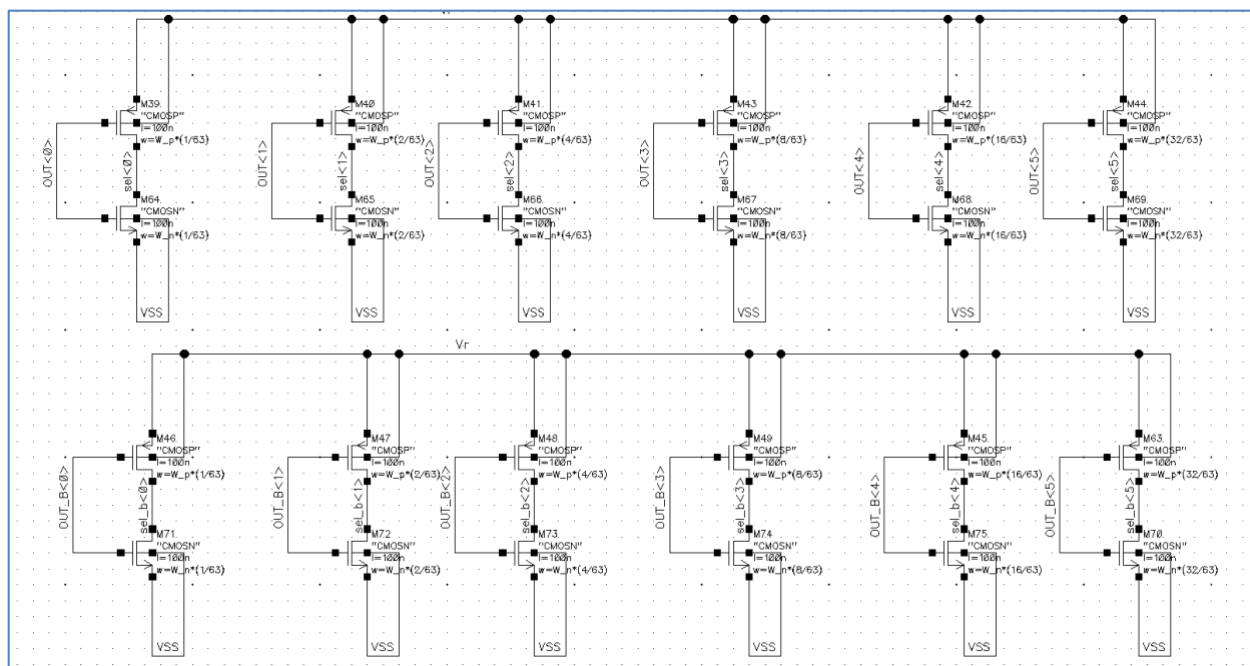 M39.
"CMOSP"
l=100n
w=W_p*(1/63)
OUT<0>
sel<0>
M64.
"CMOSN"
l=100n
w=W_n*(1/63)
VSS
M40
"CMOSP"
l=100n
w=W_p*(2/63)
OUT<1>
sel<1>
M65
"CMOSN"
l=100n
w=W_n*(2/63)
VSS
M41.
"CMOSP"
l=100n
w=W_p*(4/63)
OUT<2>
sel<2>
M66.
"CMOSN"
l=100n
w=W_n*(4/63)
VSS
M43
"CMOSP"
l=100n
w=W_p*(8/63)
OUT<3>
sel<3>
M67
"CMOSN"
l=100n
w=W_n*(8/63)
VSS
M42.
"CMOSP"
l=100n
w=W_p*(16/63)
OUT<4>
sel<4>
M68.
"CMOSN"
l=100n
w=W_n*(16/63)
VSS
M44.
"CMOSP"
l=100n
w=W_p*(32/63)
OUT<5>
sel<5>
M69.
"CMOSN"
l=100n
w=W_n*(32/63)
VSS
Vr
M46.
"CMOSP"
l=100n
w=W_p*(1/63)
OUT_B<0>
sel_b<0>
M71.
"CMOSN"
l=100n
w=W_n*(1/63)
VSS
M47
"CMOSP"
l=100n
w=W_p*(2/63)
OUT_B<1>
sel_b<1>
M72.
"CMOSN"
l=100n
w=W_n*(2/63)
VSS
M48.
"CMOSP"
l=100n
w=W_p*(4/63)
OUT_B<2>
sel_b<2>
M73.
"CMOSN"
l=100n
w=W_n*(4/63)
VSS
M49
"CMOSP"
l=100n
w=W_p*(8/63)
OUT_B<3>
sel_b<3>
M74
"CMOSN"
l=100n
w=W_n*(8/63)
VSS
M45.
"CMOSP"
l=100n
w=W_p*(16/63)
OUT_B<4>
sel_b<4>
M75.
"CMOSN"
l=100n
w=W_n*(16/63)
VSS
M63.
"CMOSP"
l=100n
w=W_p*(32/63)
OUT_B<5>
sel_b<5>
M70.
"CMOSN"
l=100n
w=W_n*(32/63)
VSS